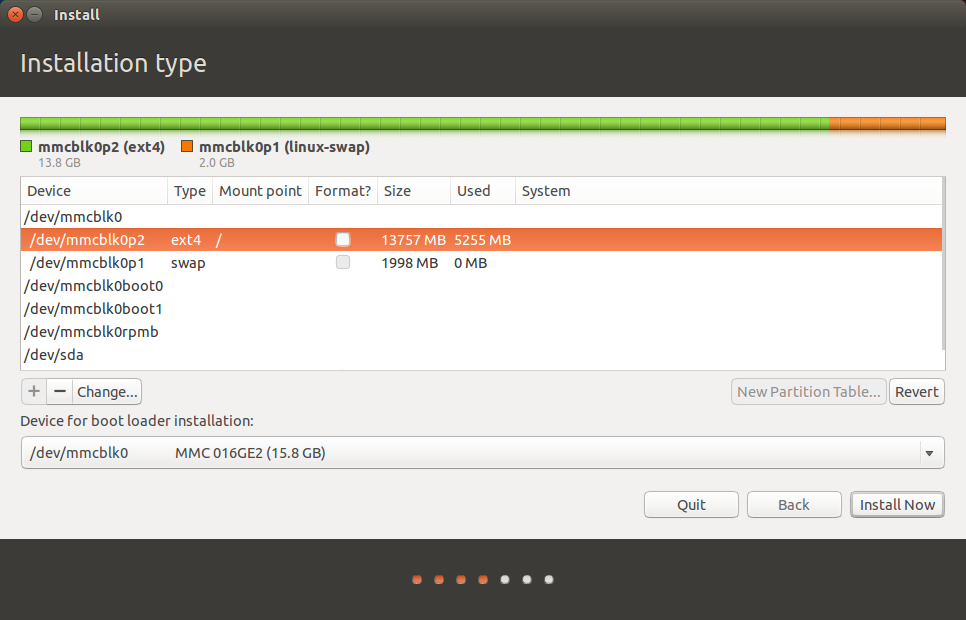 Install
Installation type
mmcblk0p2 (ext4) mmcblk0p1 (linux-swap)
13.8 GB 2.0 GB
Device Type Mount point Format? Size Used System
/dev/mmcblk0
/dev/mmcblk0p2 ext4 / 13757 MB 5255 MB
/dev/mmcblk0p1 swap 1998 MB 0 MB
/dev/mmcblk0boot0
/dev/mmcblk0boot1
/dev/mmcblk0rpmb
/dev/sda
+ − Change... New Partition Table... Revert
Device for boot loader installation:
/dev/mmcblk0 MMC 016GE2 (15.8 GB)
Quit Back Install Now